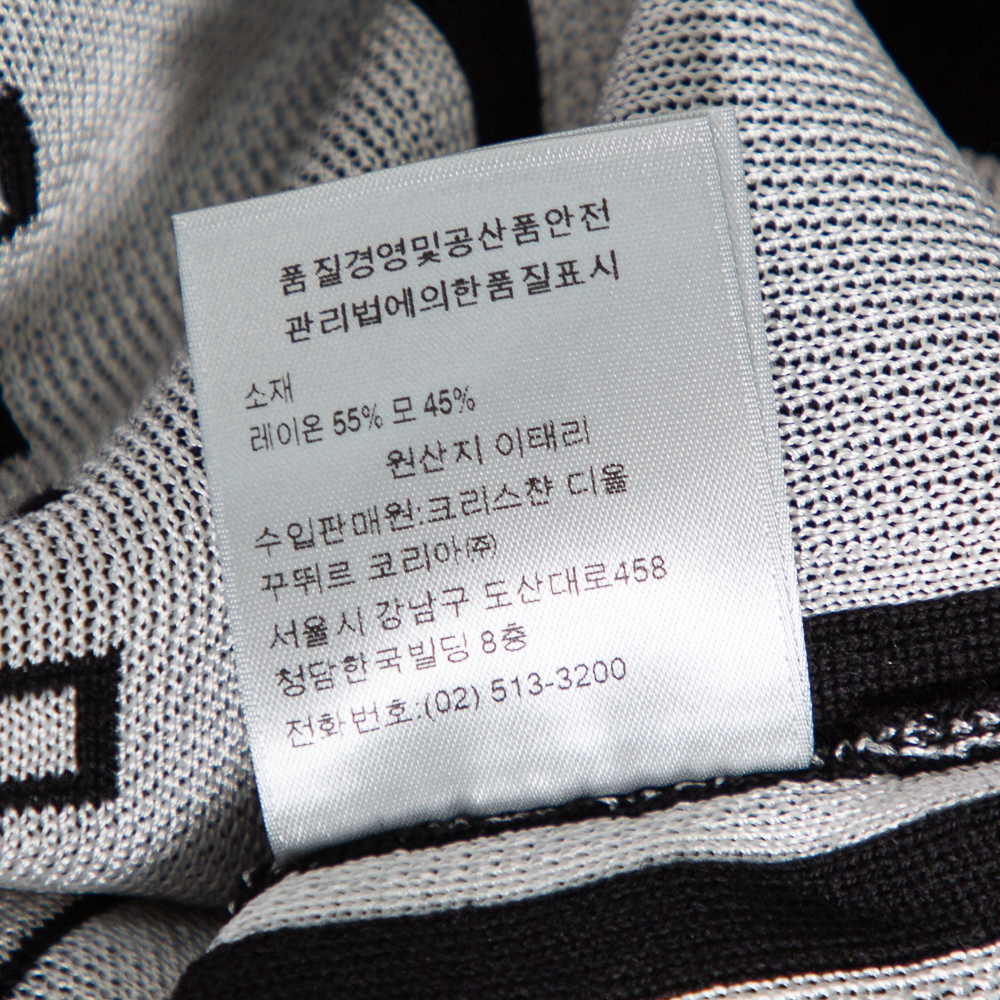 품질경영및공산품안전
관리법에의한품질표시
소재
레이온 55% 모 45%
원산지 이태리
수입판매원:크리스챤 디올
꾸뛰르 코리아㈜
서울시 강남구 도산대로458
청담한국빌딩 8층
전화번호:(02) 513-3200